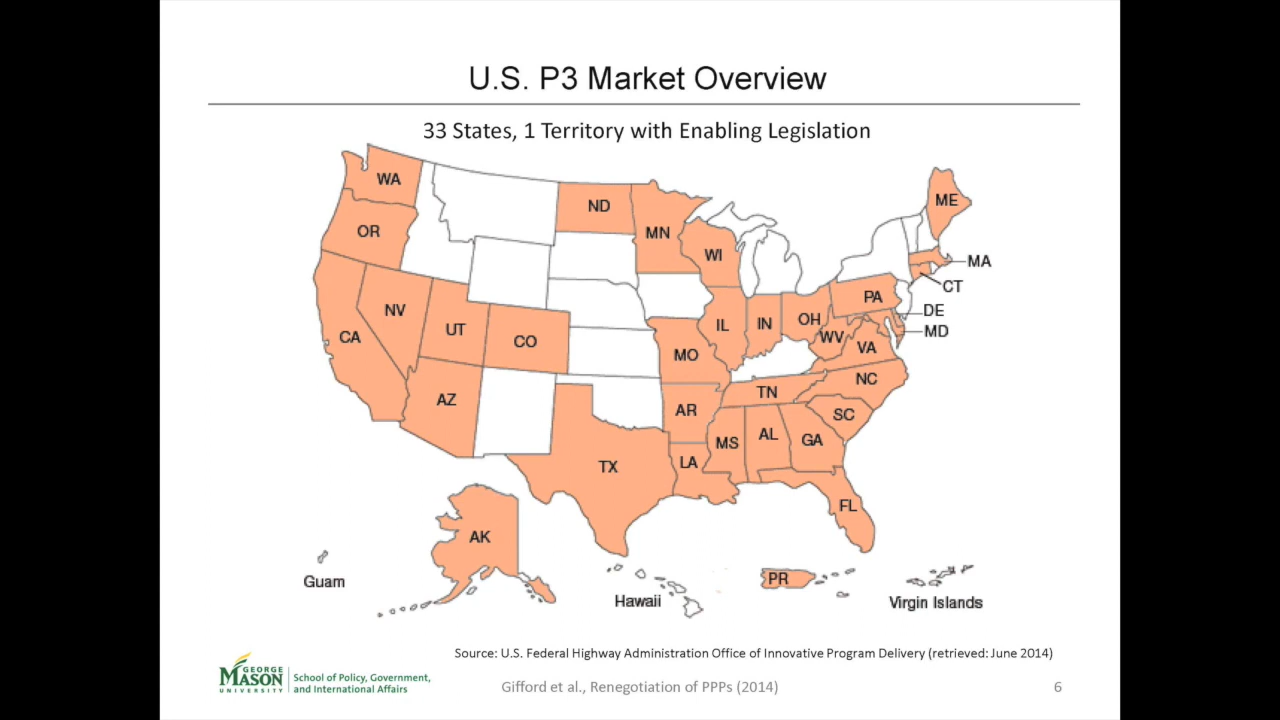 U.S. P3 Market Overview
33 States, 1 Territory with Enabling Legislation
WA
ND
ME
OR
MN
WI
MA
CT
NV
PA
DE
CA
UT
CO
IL
IN
OH
WV
MD
MO
VA
AZ
TN
NC
AR
SC
MS
AL
GA
TX
LA
FL
AK
Guam
PR
Hawaii
Virgin Islands
Source: U.S. Federal Highway Administration Office of Innovative Program Delivery (retrieved: June 2014)
GEORGE
MASON
UNIVERSITY
School of Policy, Government,
and International Affairs
Gifford et al., Renegotiation of PPPs (2014)
6